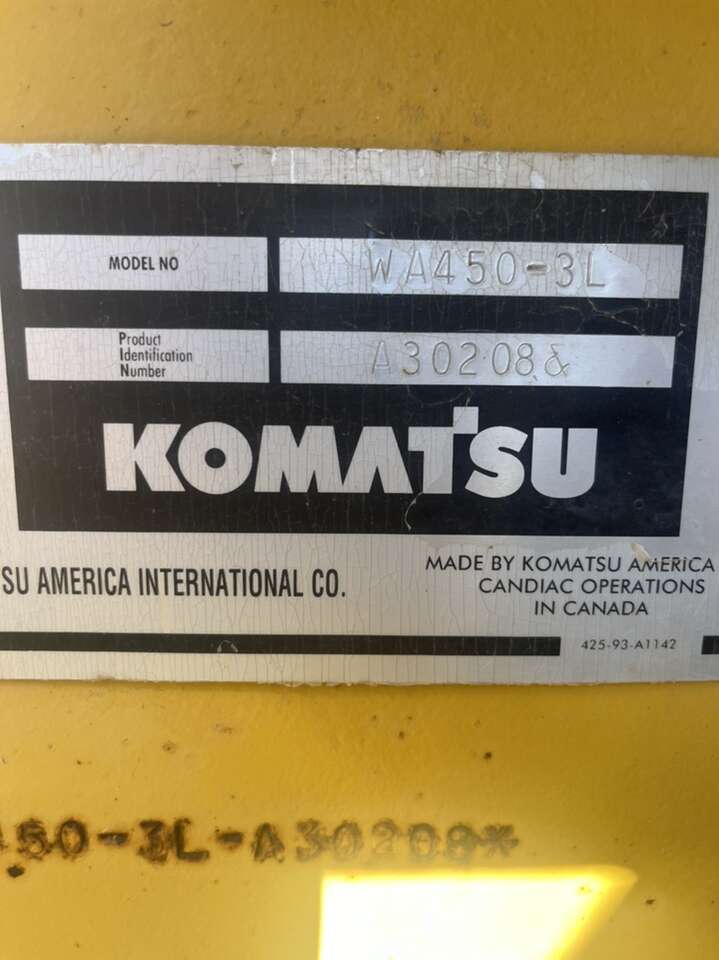 MODEL NO
WA450-3L
Product
Identification
Number
A30208&
KOMATSU
SU AMERICA INTERNATIONAL CO.
MADE BY KOMATSU AMERICA
CANDIAC OPERATIONS
IN CANADA
425-93-A1142
450-3L-A30208*